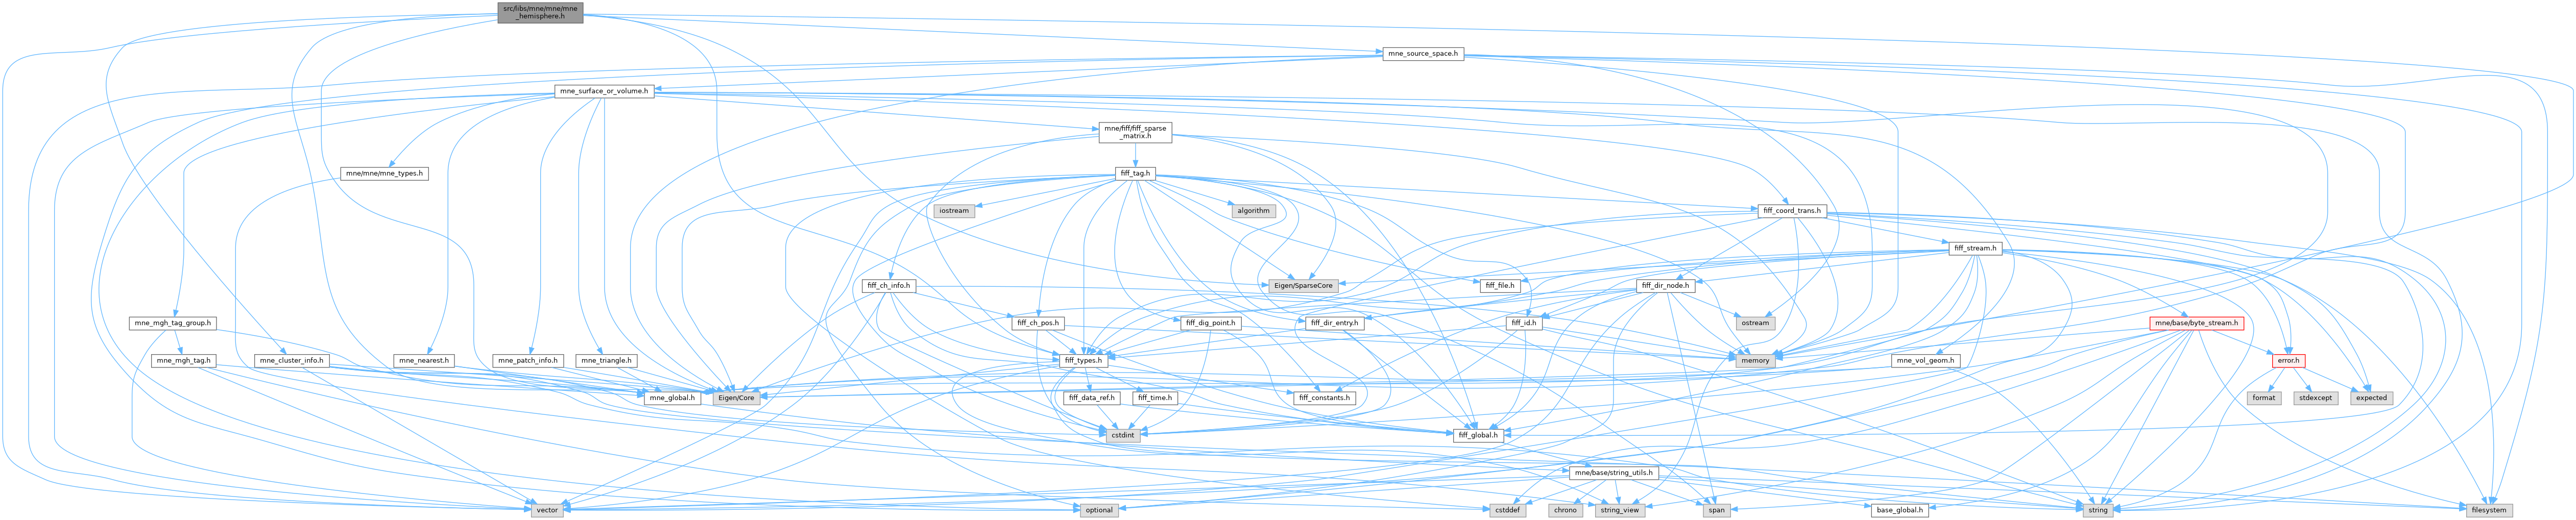 src/libs/mne/mne/mne
_hemisphere.h
mne_source_space.h
mne_surface_or_volume.h
mne/fiff/fiff_sparse
_matrix.h
mne/mne/mne_types.h
fiff_tag.h
iostream
algorithm
fiff_coord_trans.h
fiff_stream.h
fiff_ch_info.h
Eigen/SparseCore
fiff_file.h
fiff_dir_node.h
mne_mgh_tag_group.h
fiff_ch_pos.h
fiff_dig_point.h
fiff_dir_entry.h
fiff_id.h
ostream
mne/base/byte_stream.h
mne_mgh_tag.h
mne_cluster_info.h
mne_nearest.h
mne_patch_info.h
mne_triangle.h
fiff_types.h
memory
mne_vol_geom.h
error.h
mne_global.h
Eigen/Core
fiff_data_ref.h
fiff_time.h
fiff_constants.h
format
stdexcept
expected
cstdint
fiff_global.h
mne/base/string_utils.h
vector
optional
cstddef
chrono
string_view
span
base_global.h
string
filesystem